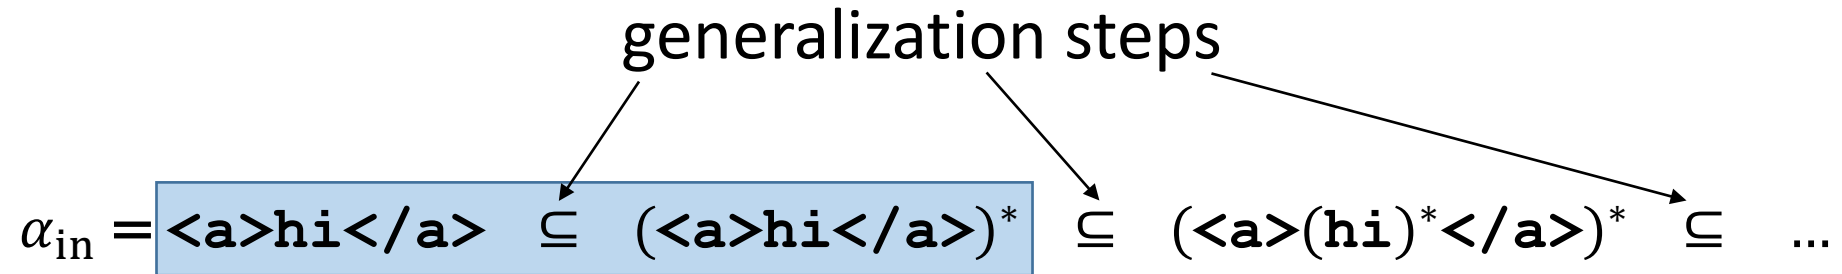 generalization steps
α_in = <a>hi</a> ⊆ (<a>hi</a>)* ⊆ (<a>(hi)*</a>)* ⊆ …